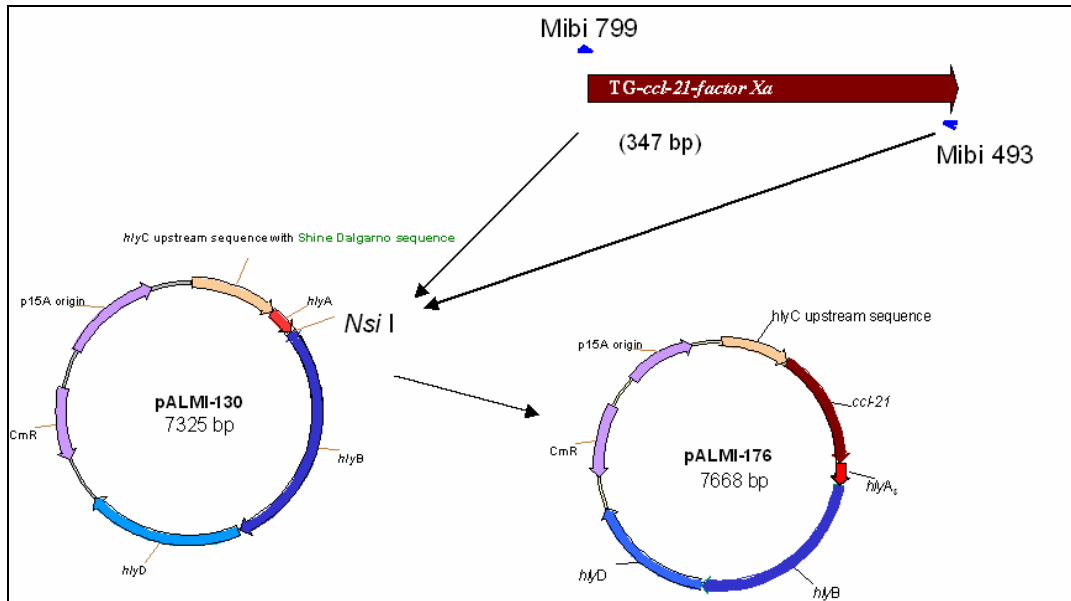 Mibi 799
TG-ccl-21-factor Xa
(347 bp)
Mibi 493
hlyC upstream sequence with Shine Dalgarno sequence
p15A origin
hlyA
Nsi I
CmR
pALMI-130
7325 bp
hlyB
hlyD
hlyC upstream sequence
p15A origin
ccl-21
CmR
pALMI-176
7668 bp
hlyAs
hlyD
hlyB